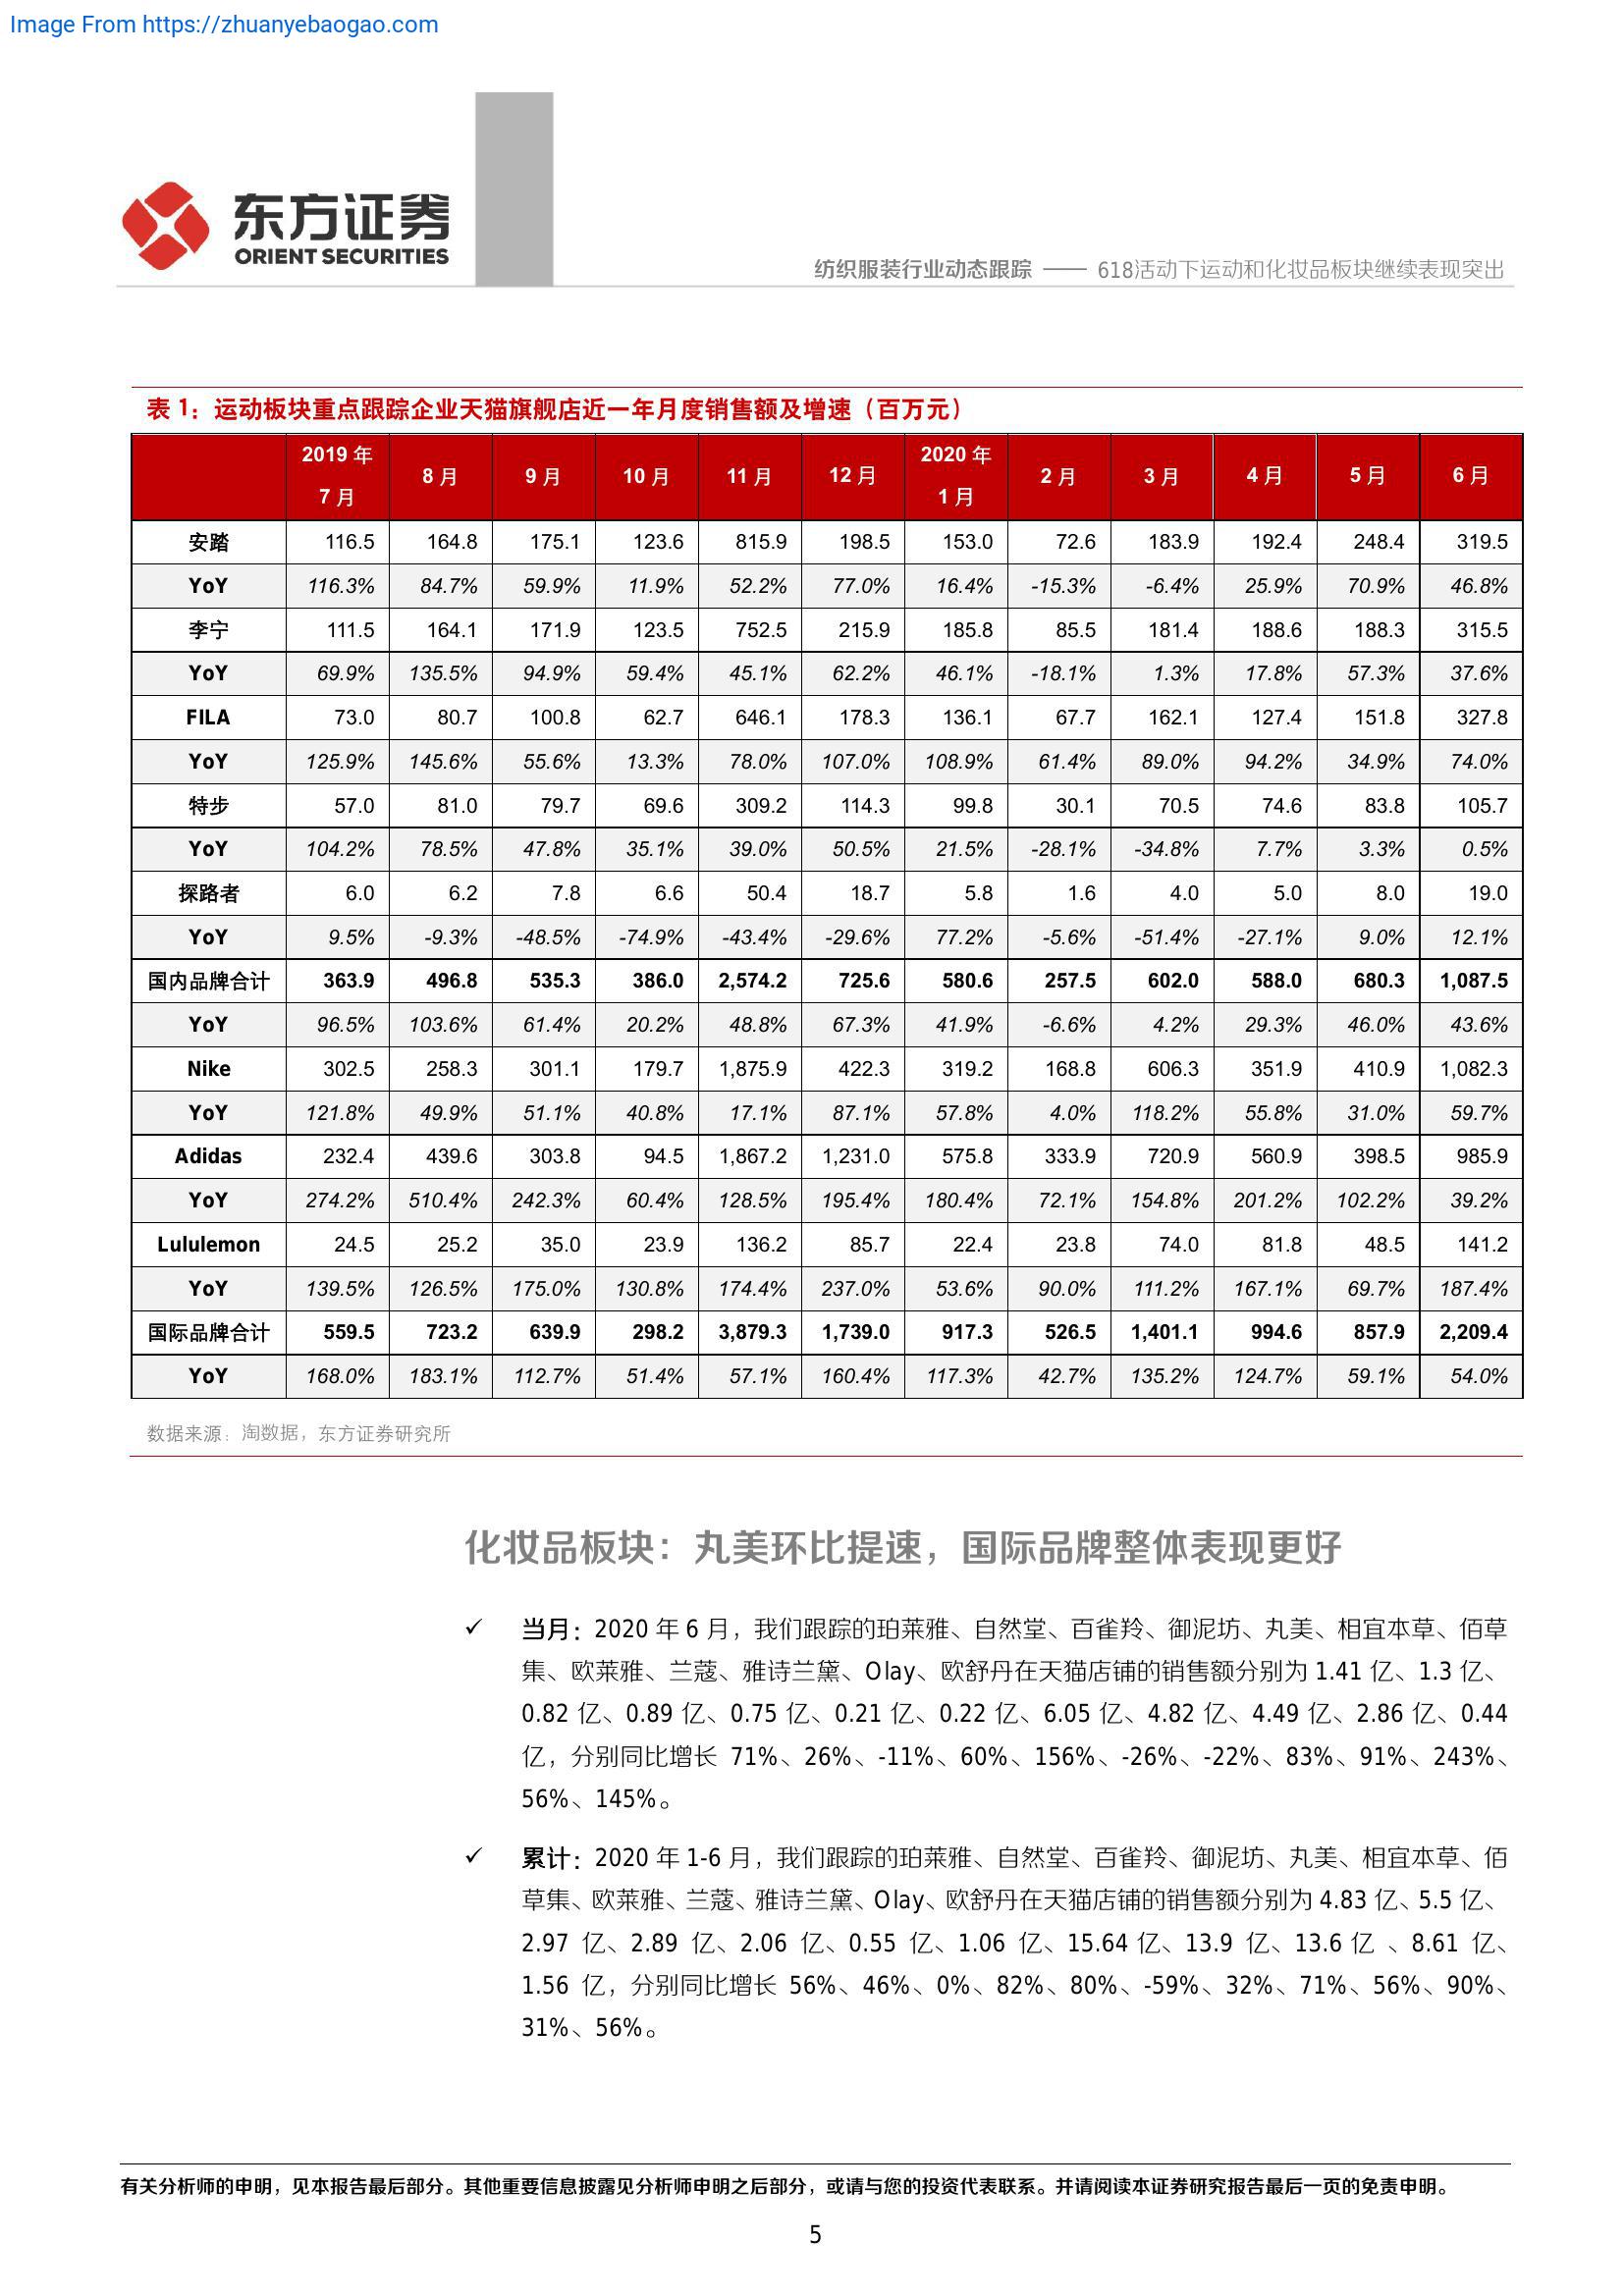 Image From https://zhuanyebaogao.com
东方证券
ORIENT SECURITIES
纺织服装行业动态跟踪 —— 618活动下运动和化妆品板块继续表现突出
表 1：运动板块重点跟踪企业天猫旗舰店近一年月度销售额及增速（百万元）
2019 年 7 月 8 月 9 月 10 月 11 月 12 月 2020 年 1 月 2 月 3 月 4 月 5 月 6 月
安踏 116.5 164.8 175.1 123.6 815.9 198.5 153.0 72.6 183.9 192.4 248.4 319.5
YoY 116.3% 84.7% 59.9% 11.9% 52.2% 77.0% 16.4% -15.3% -6.4% 25.9% 70.9% 46.8%
李宁 111.5 164.1 171.9 123.5 752.5 215.9 185.8 85.5 181.4 188.6 188.3 315.5
YoY 69.9% 135.5% 94.9% 59.4% 45.1% 62.2% 46.1% -18.1% 1.3% 17.8% 57.3% 37.6%
FILA 73.0 80.7 100.8 62.7 646.1 178.3 136.1 67.7 162.1 127.4 151.8 327.8
YoY 125.9% 145.6% 55.6% 13.3% 78.0% 107.0% 108.9% 61.4% 89.0% 94.2% 34.9% 74.0%
特步 57.0 81.0 79.7 69.6 309.2 114.3 99.8 30.1 70.5 74.6 83.8 105.7
YoY 104.2% 78.5% 47.8% 35.1% 39.0% 50.5% 21.5% -28.1% -34.8% 7.7% 3.3% 0.5%
探路者 6.0 6.2 7.8 6.6 50.4 18.7 5.8 1.6 4.0 5.0 8.0 19.0
YoY 9.5% -9.3% -48.5% -74.9% -43.4% -29.6% 77.2% -5.6% -51.4% -27.1% 9.0% 12.1%
国内品牌合计 363.9 496.8 535.3 386.0 2,574.2 725.6 580.6 257.5 602.0 588.0 680.3 1,087.5
YoY 96.5% 103.6% 61.4% 20.2% 48.8% 67.3% 41.9% -6.6% 4.2% 29.3% 46.0% 43.6%
Nike 302.5 258.3 301.1 179.7 1,875.9 422.3 319.2 168.8 606.3 351.9 410.9 1,082.3
YoY 121.8% 49.9% 51.1% 40.8% 17.1% 87.1% 57.8% 4.0% 118.2% 55.8% 31.0% 59.7%
Adidas 232.4 439.6 303.8 94.5 1,867.2 1,231.0 575.8 333.9 720.9 560.9 398.5 985.9
YoY 274.2% 510.4% 242.3% 60.4% 128.5% 195.4% 180.4% 72.1% 154.8% 201.2% 102.2% 39.2%
Lululemon 24.5 25.2 35.0 23.9 136.2 85.7 22.4 23.8 74.0 81.8 48.5 141.2
YoY 139.5% 126.5% 175.0% 130.8% 174.4% 237.0% 53.6% 90.0% 111.2% 167.1% 69.7% 187.4%
国际品牌合计 559.5 723.2 639.9 298.2 3,879.3 1,739.0 917.3 526.5 1,401.1 994.6 857.9 2,209.4
YoY 168.0% 183.1% 112.7% 51.4% 57.1% 160.4% 117.3% 42.7% 135.2% 124.7% 59.1% 54.0%
数据来源：淘数据，东方证券研究所
化妆品板块：丸美环比提速，国际品牌整体表现更好
✓ 当月：2020 年 6 月，我们跟踪的珀莱雅、自然堂、百雀羚、御泥坊、丸美、相宜本草、佰草
集、欧莱雅、兰蔻、雅诗兰黛、Olay、欧舒丹在天猫店铺的销售额分别为 1.41 亿、1.3 亿、
0.82 亿、0.89 亿、0.75 亿、0.21 亿、0.22 亿、6.05 亿、4.82 亿、4.49 亿、2.86 亿、0.44
亿，分别同比增长 71%、26%、-11%、60%、156%、-26%、-22%、83%、91%、243%、
56%、145%。
✓ 累计：2020 年 1-6 月，我们跟踪的珀莱雅、自然堂、百雀羚、御泥坊、丸美、相宜本草、佰
草集、欧莱雅、兰蔻、雅诗兰黛、Olay、欧舒丹在天猫店铺的销售额分别为 4.83 亿、5.5 亿、
2.97 亿、2.89 亿、2.06 亿、0.55 亿、1.06 亿、15.64 亿、13.9 亿、13.6 亿 、8.61 亿、
1.56 亿，分别同比增长 56%、46%、0%、82%、80%、-59%、32%、71%、56%、90%、
31%、56%。
有关分析师的申明，见本报告最后部分。其他重要信息披露见分析师申明之后部分，或请与您的投资代表联系。并请阅读本证券研究报告最后一页的免责申明。
5